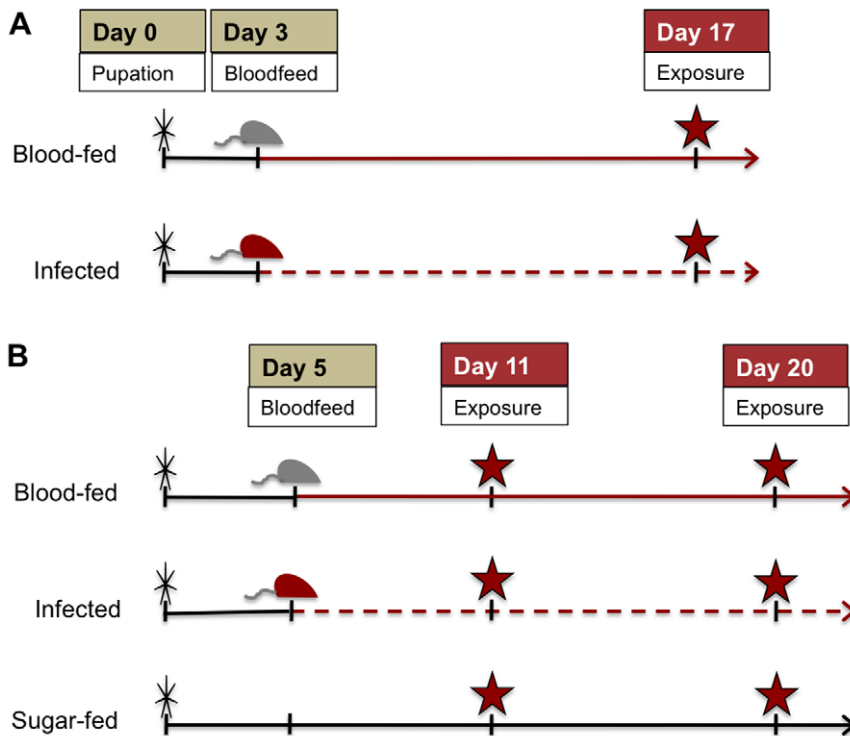 A
Day 0
Day 3
Day 17
Pupation
Bloodfeed
Exposure
Blood-fed
Infected
B
Day 5
Day 11
Day 20
Bloodfeed
Exposure
Exposure
Blood-fed
Infected
Sugar-fed